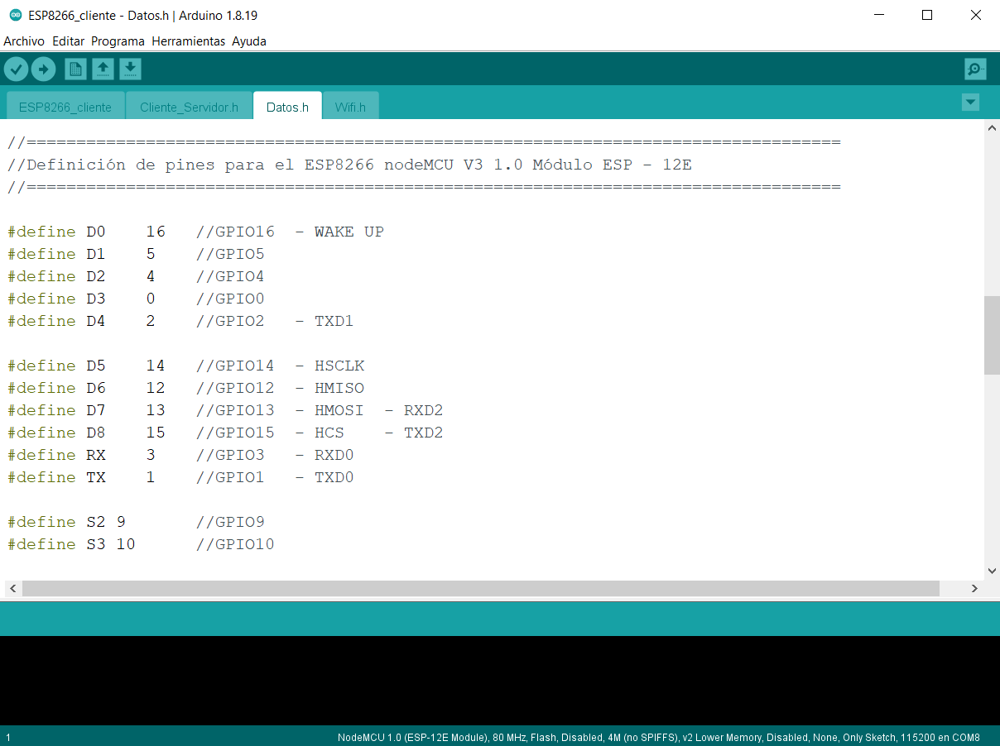 ESP8266_cliente - Datos.h | Arduino 1.8.19
Archivo Editar Programa Herramientas Ayuda
ESP8266_cliente Cliente_Servidor.h Datos.h Wifi.h
//==================================================================================
//Definición de pines para el ESP8266 nodeMCU V3 1.0 Módulo ESP - 12E
//==================================================================================
#define D0    16   //GPIO16  - WAKE UP
#define D1    5    //GPIO5
#define D2    4    //GPIO4
#define D3    0    //GPIO0
#define D4    2    //GPIO2   - TXD1
#define D5    14   //GPIO14  - HSCLK
#define D6    12   //GPIO12  - HMISO
#define D7    13   //GPIO13  - HMOSI  - RXD2
#define D8    15   //GPIO15  - HCS    - TXD2
#define RX    3    //GPIO3   - RXD0
#define TX    1    //GPIO1   - TXD0
#define S2 9       //GPIO9
#define S3 10      //GPIO10
1 NodeMCU 1.0 (ESP-12E Module), 80 MHz, Flash, Disabled, 4M (no SPIFFS), v2 Lower Memory, Disabled, None, Only Sketch, 115200 en COM8